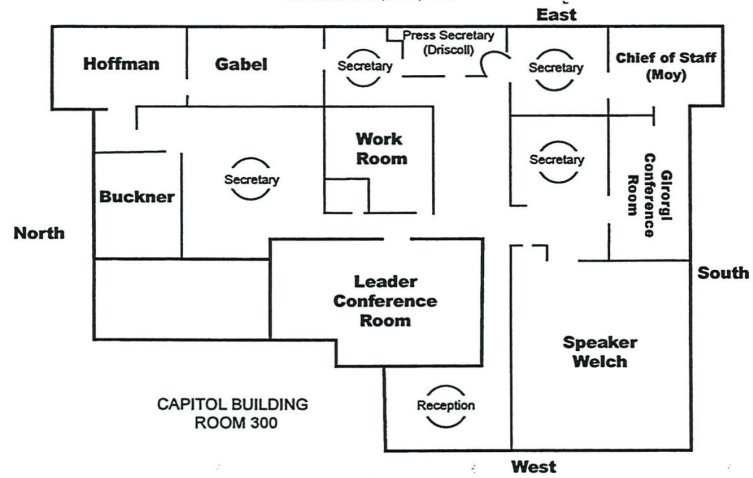 East
Hoffman
Gabel
Secretary
Press Secretary
(Driscoll)
Secretary
Chief of Staff
(Moy)
Work
Room
Secretary
Secretary
Girorgi
Conference
Room
Buckner
North
South
Leader
Conference
Room
Speaker
Welch
CAPITOL BUILDING
ROOM 300
Reception
West